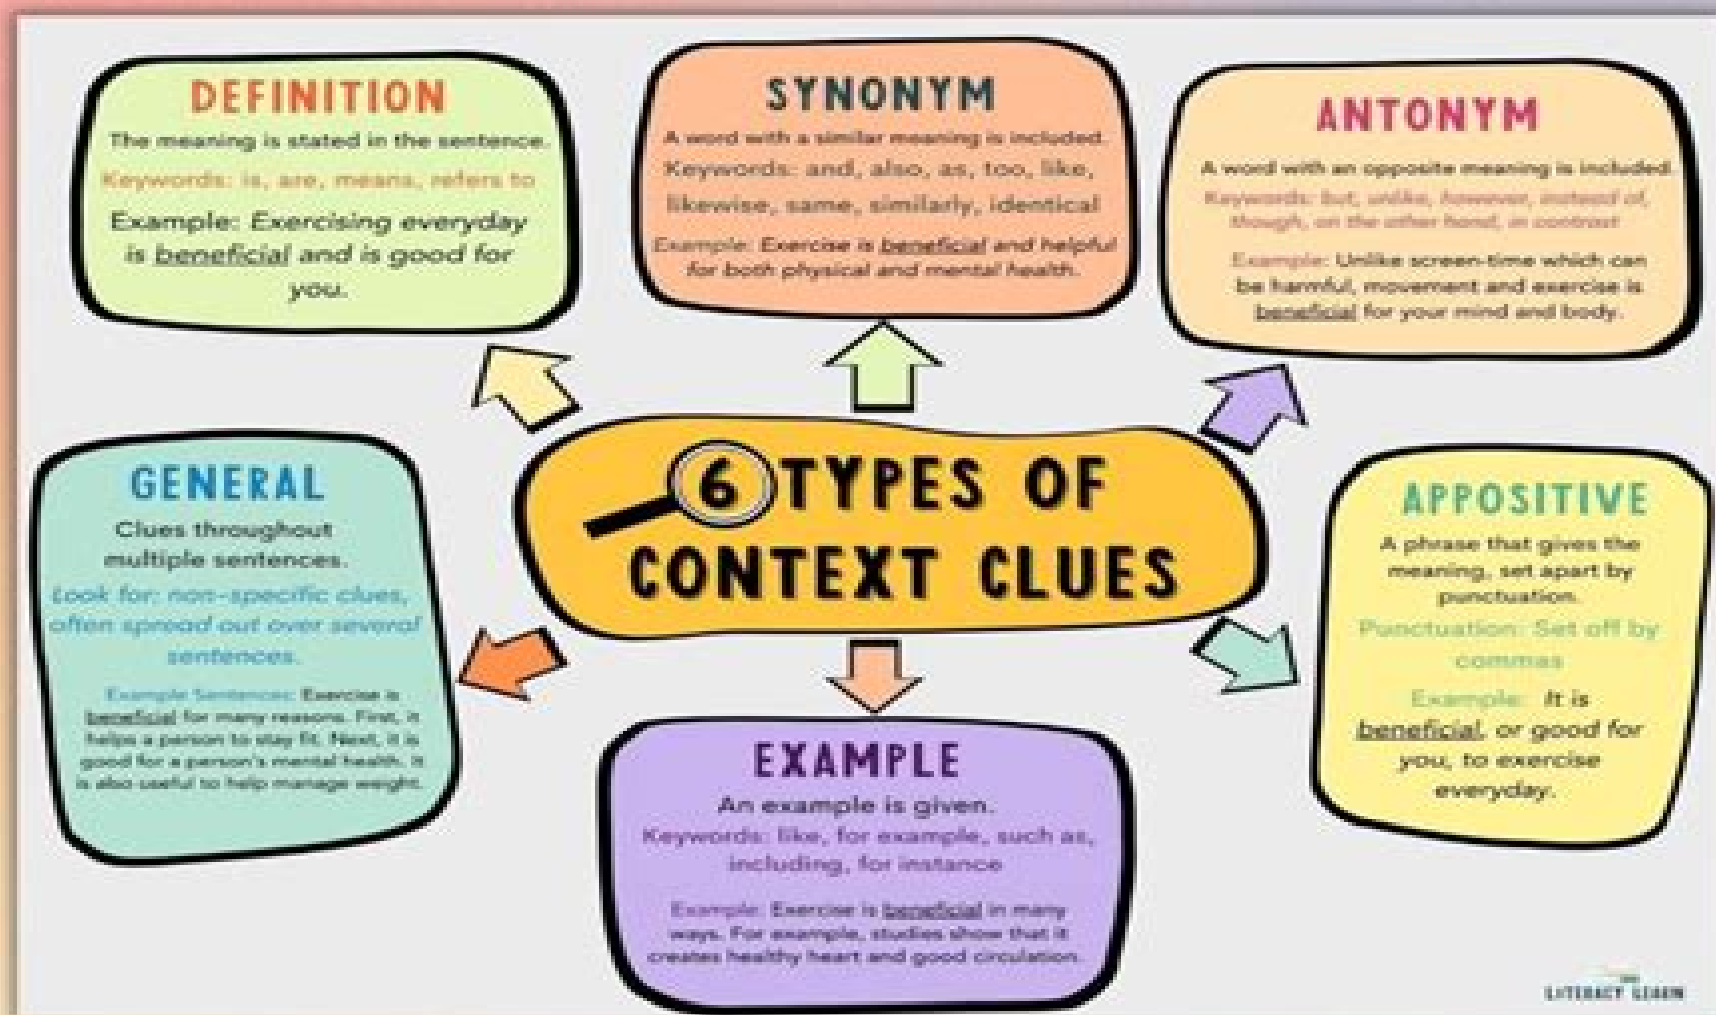 DEFINITION
The meaning is stated in the sentence.
Keywords: is, are, means, refers to
Example: Exercising everyday
is beneficial and is good for
you.
SYNONYM
A word with a similar meaning is included.
Keywords: and, also, as, too, like,
likewise, same, similarly, identical
Example: Exercise is beneficial and helpful
for both physical and mental health.
ANTONYM
A word with an opposite meaning is included.
Keywords: but, unlike, however, instead of,
though, on the other hand, in contrast
Example: Unlike screen-time which can
be harmful, movement and exercise is
beneficial for your mind and body.
6 TYPES OF
CONTEXT CLUES
GENERAL
Clues throughout
multiple sentences.
Look for: non-specific clues,
often spread out over several
sentences.
Example Sentences: Exercise is
beneficial for many reasons. First, it
helps a person to stay fit. Next, it is
good for a person's mental health. It
is also useful to help manage weight.
EXAMPLE
An example is given.
Keywords: like, for example, such as,
including, for instance
Example: Exercise is beneficial in many
ways. For example, studies show that it
creates healthy heart and good circulation.
APPOSITIVE
A phrase that gives the
meaning, set apart by
punctuation.
Punctuation: Set off by
commas
Example: It is
beneficial, or good for
you, to exercise
everyday.
LITERACY LEARN